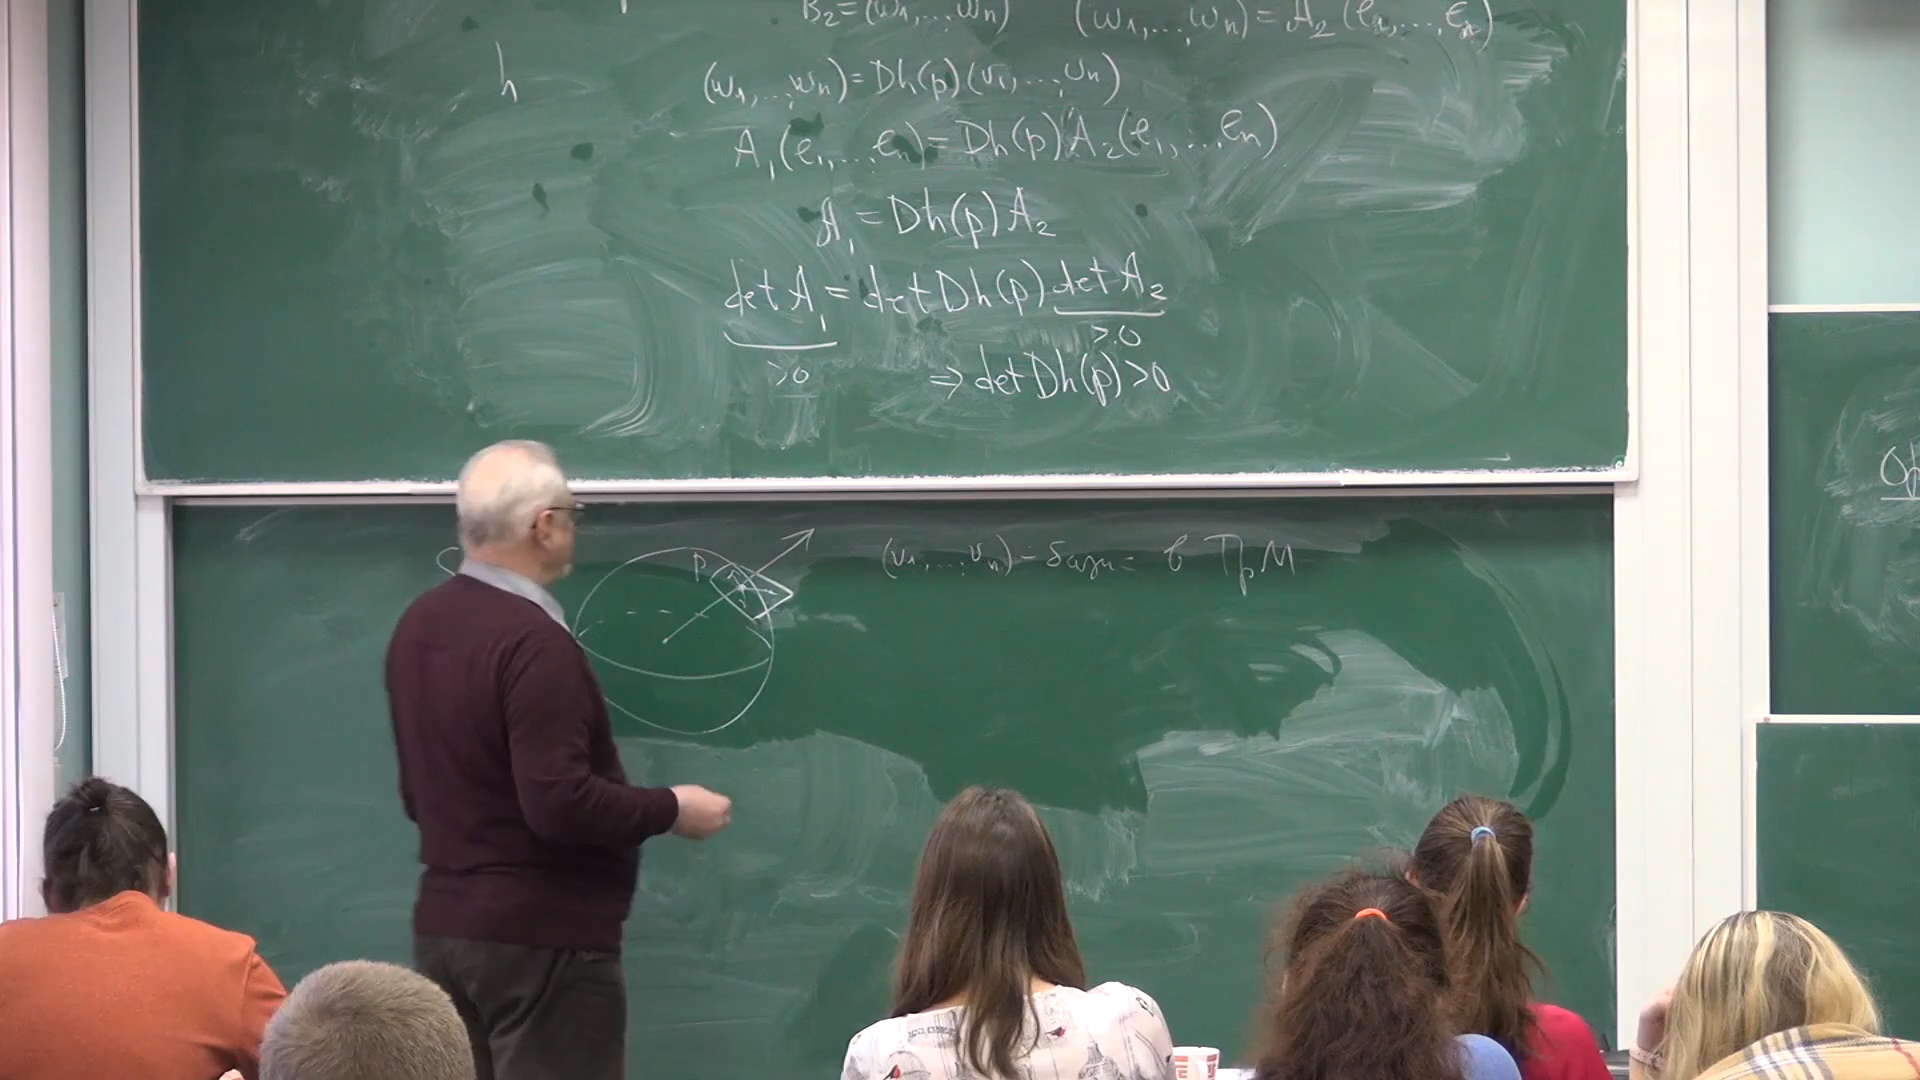 B₂=(w₁,...,wₙ) (w₁,...,wₙ)=A₂(e₁,...,eₙ)
h (w₁,...,wₙ)=Dh(p)(v₁,...,vₙ)
A₁(e₁,...,eₙ)=Dh(p)A₂(e₁,...,eₙ)
A₁=Dh(p)A₂
det A₁=det Dh(p) det A₂
>0 >0
⇒ det Dh(p)>0
p (v₁,...,vₙ) – базис в TₚM